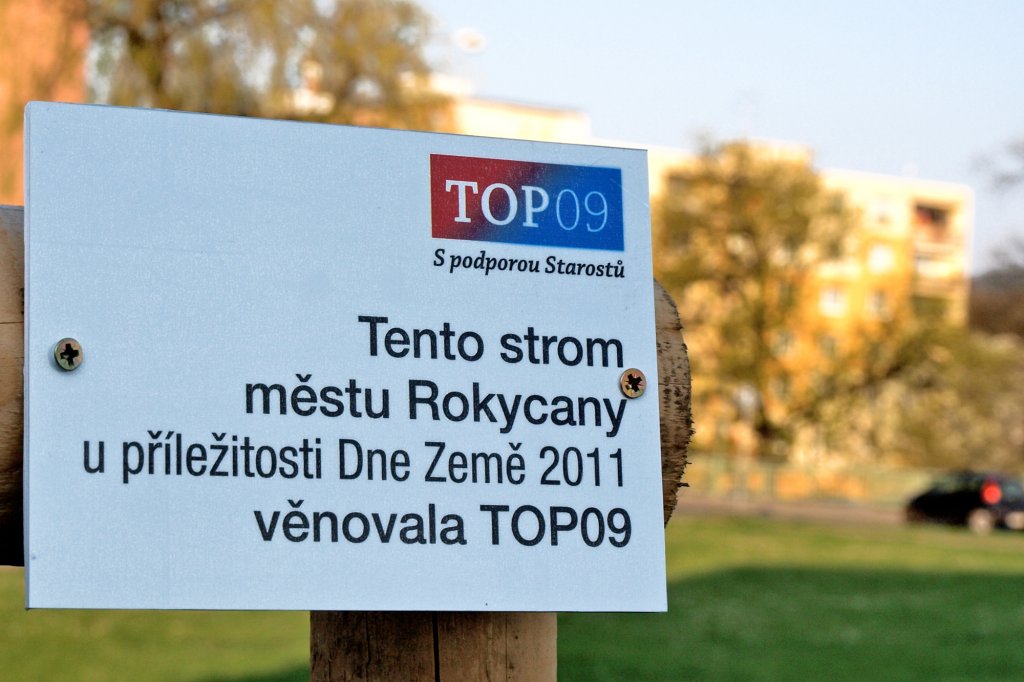 TOP09
S podporou Starostů
Tento strom
městu Rokycany
u příležitosti Dne Země 2011
věnovala TOP09